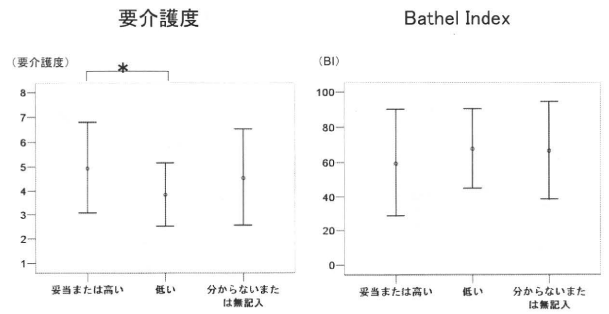 要介護度
Bathel Index
（要介護度）
*
8
7
6
5
4
3
2
1
妥当または高い
低い
分からないまた
は無記入
(BI)
100
80
60
40
20
0
妥当または高い
低い
分からないまた
は無記入